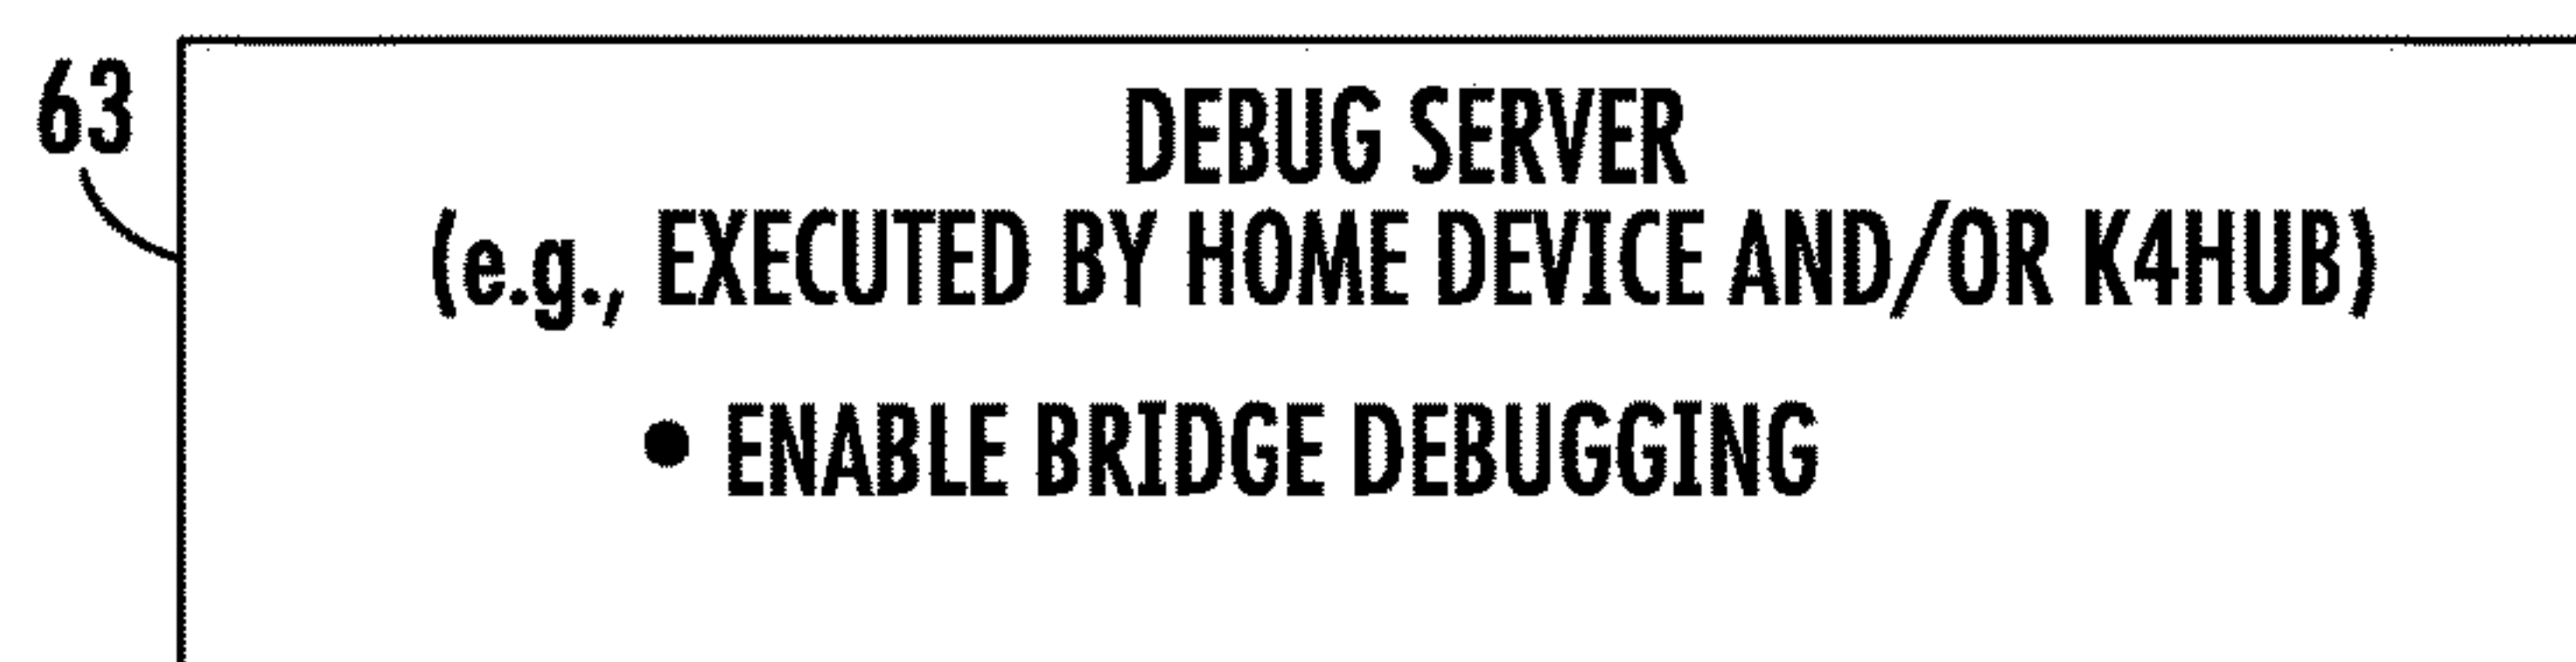 63
DEBUG SERVER
(e.g., EXECUTED BY HOME DEVICE AND/OR K4HUB)
• ENABLE BRIDGE DEBUGGING